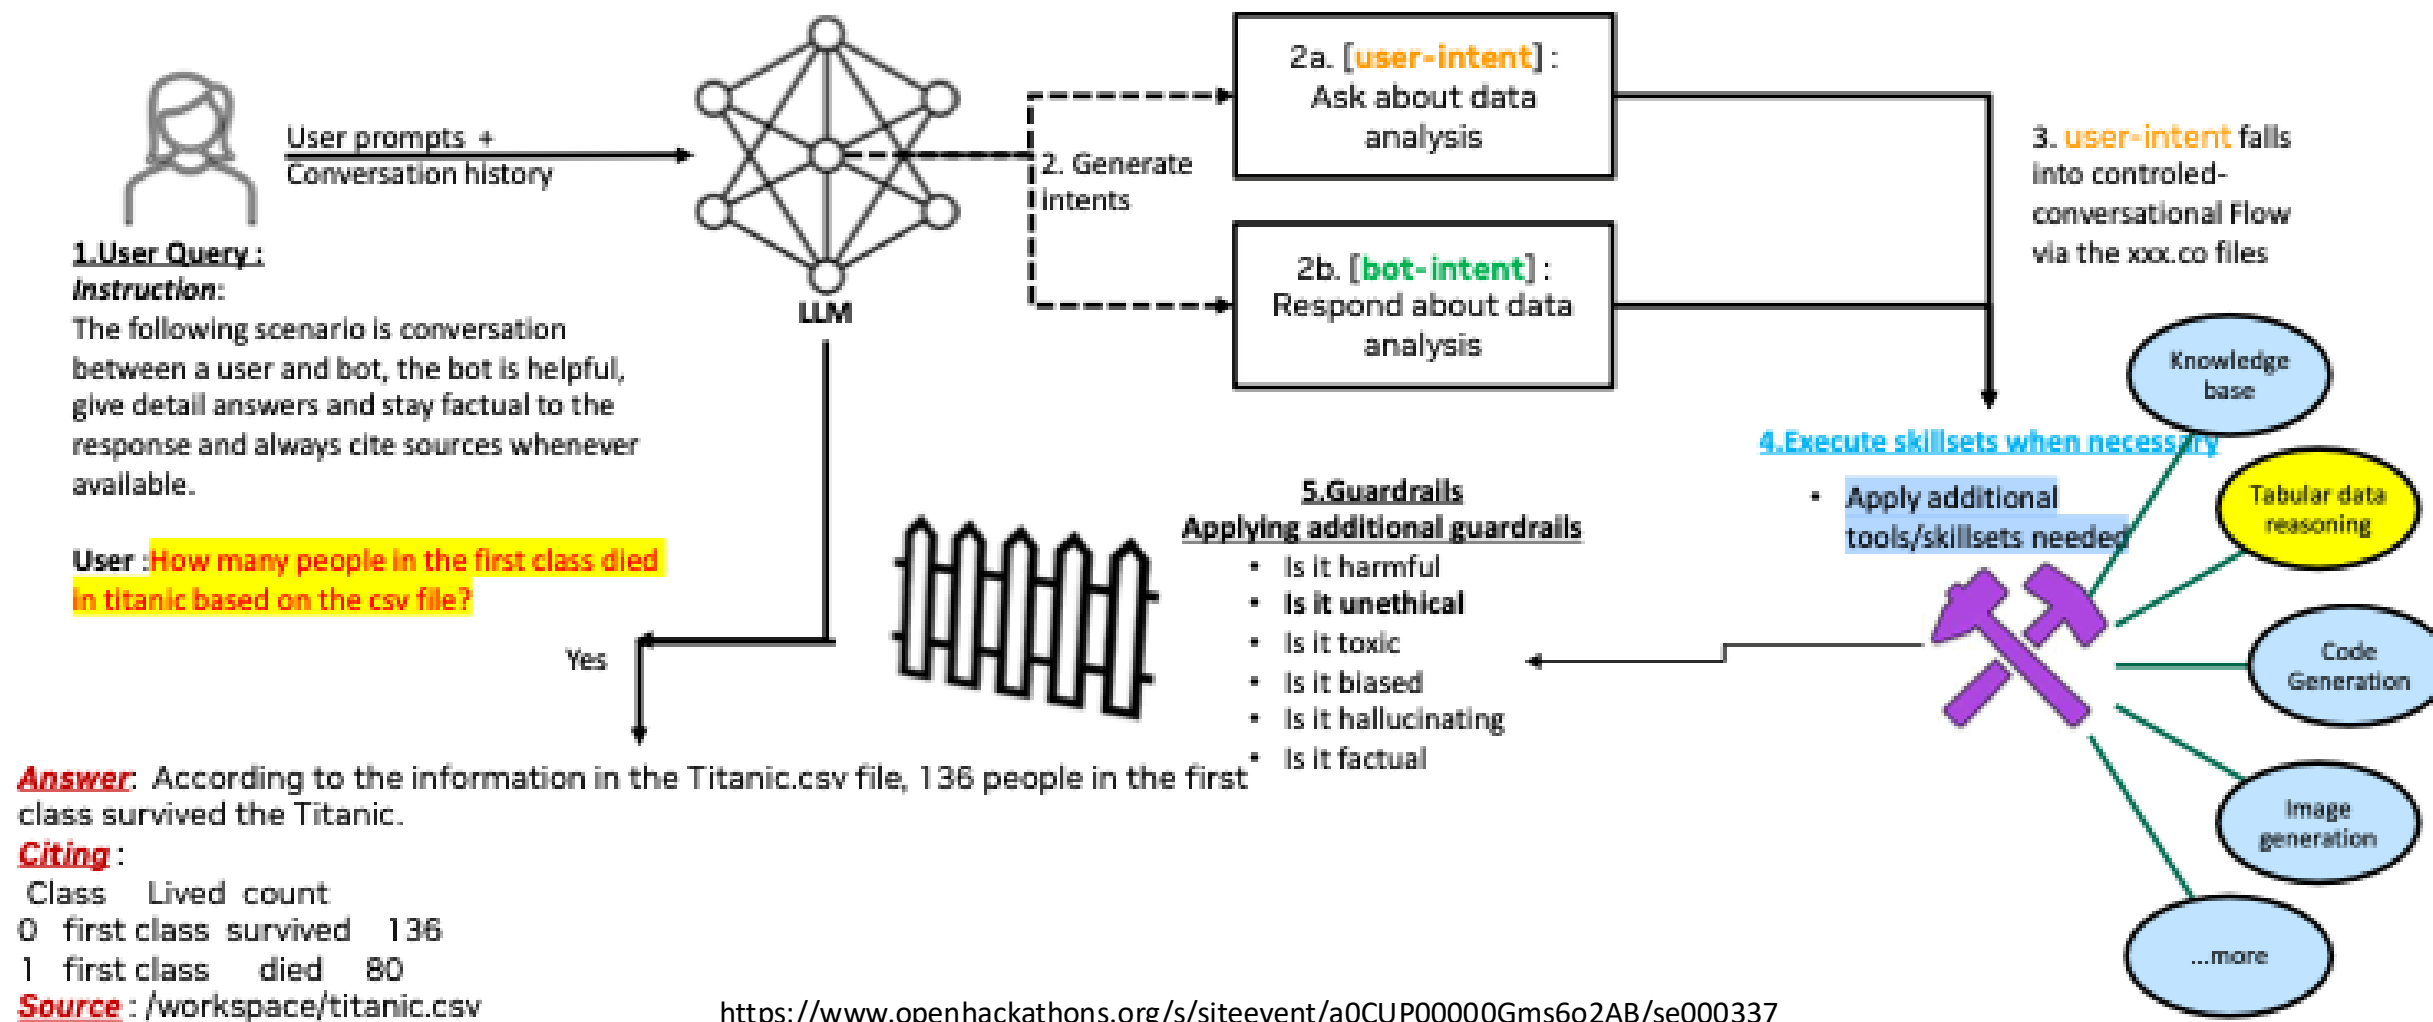 User prompts +
Conversation history
1.User Query :
Instruction:
The following scenario is conversation
between a user and bot, the bot is helpful,
give detail answers and stay factual to the
response and always cite sources whenever
available.
User :How many people in the first class died
in titanic based on the csv file?
LLM
2. Generate
intents
2a. [user-intent] :
Ask about data
analysis
2b. [bot-intent] :
Respond about data
analysis
3. user-intent falls
into controled-
conversational Flow
via the xxx.co files
4.Execute skillsets when necessary
• Apply additional
tools/skillsets needed
Knowledge
base
Tabular data
reasoning
Code
Generation
Image
generation
...more
5.Guardrails
Applying additional guardrails
• Is it harmful
• Is it unethical
• Is it toxic
• Is it biased
• Is it hallucinating
• Is it factual
Yes
Answer: According to the information in the Titanic.csv file, 136 people in the first
class survived the Titanic.
Citing :
Class Lived count
0 first class survived 136
1 first class died 80
Source : /workspace/titanic.csv
https://www.openhackathons.org/s/siteevent/a0CUP00000Gms6o2AB/se000337